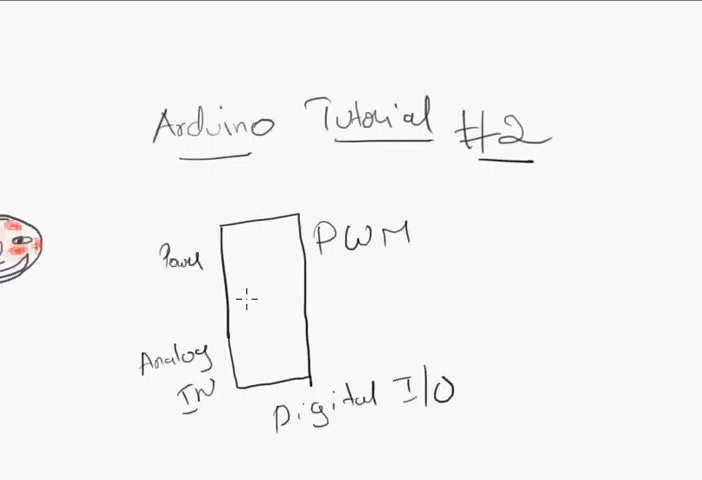 Arduino Tutorial #2
PWM
Power
Analog
IN
Digital I/O